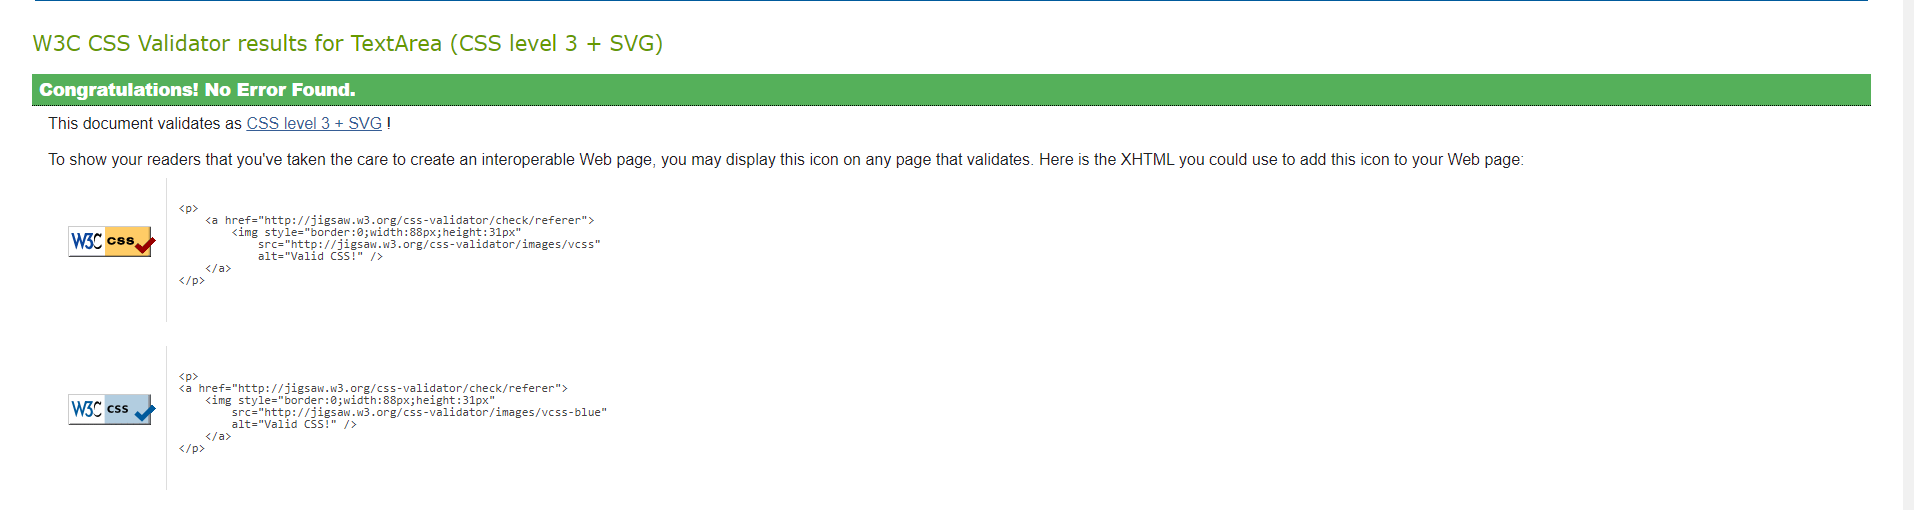 W3C CSS Validator results for TextArea (CSS level 3 + SVG)
Congratulations! No Error Found.
This document validates as CSS level 3 + SVG !
To show your readers that you've taken the care to create an interoperable Web page, you may display this icon on any page that validates. Here is the XHTML you could use to add this icon to your Web page:
W3C css
<p>
    <a href="http://jigsaw.w3.org/css-validator/check/referer">
        <img style="border:0;width:88px;height:31px"
            src="http://jigsaw.w3.org/css-validator/images/vcss"
            alt="Valid CSS!" />
    </a>
</p>
W3C css
<p>
<a href="http://jigsaw.w3.org/css-validator/check/referer">
    <img style="border:0;width:88px;height:31px"
        src="http://jigsaw.w3.org/css-validator/images/vcss-blue"
        alt="Valid CSS!" />
    </a>
</p>